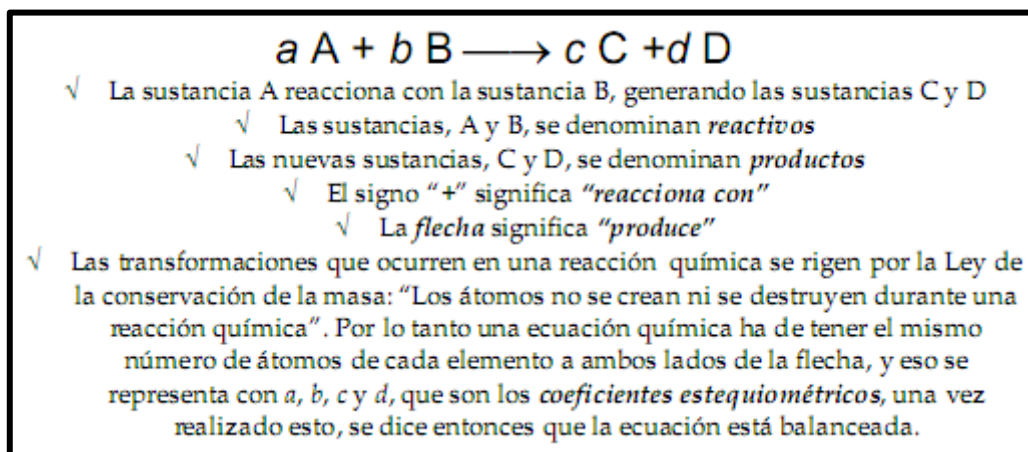 a A + b B ⟶ c C +d D
√ La sustancia A reacciona con la sustancia B, generando las sustancias C y D
√ Las sustancias, A y B, se denominan reactivos
√ Las nuevas sustancias, C y D, se denominan productos
√ El signo “+” significa “reacciona con”
√ La flecha significa “produce”
√ Las transformaciones que ocurren en una reacción química se rigen por la Ley de
la conservación de la masa: “Los átomos no se crean ni se destruyen durante una
reacción química”. Por lo tanto una ecuación química ha de tener el mismo
número de átomos de cada elemento a ambos lados de la flecha, y eso se
representa con a, b, c y d, que son los coeficientes estequiométricos, una vez
realizado esto, se dice entonces que la ecuación está balanceada.